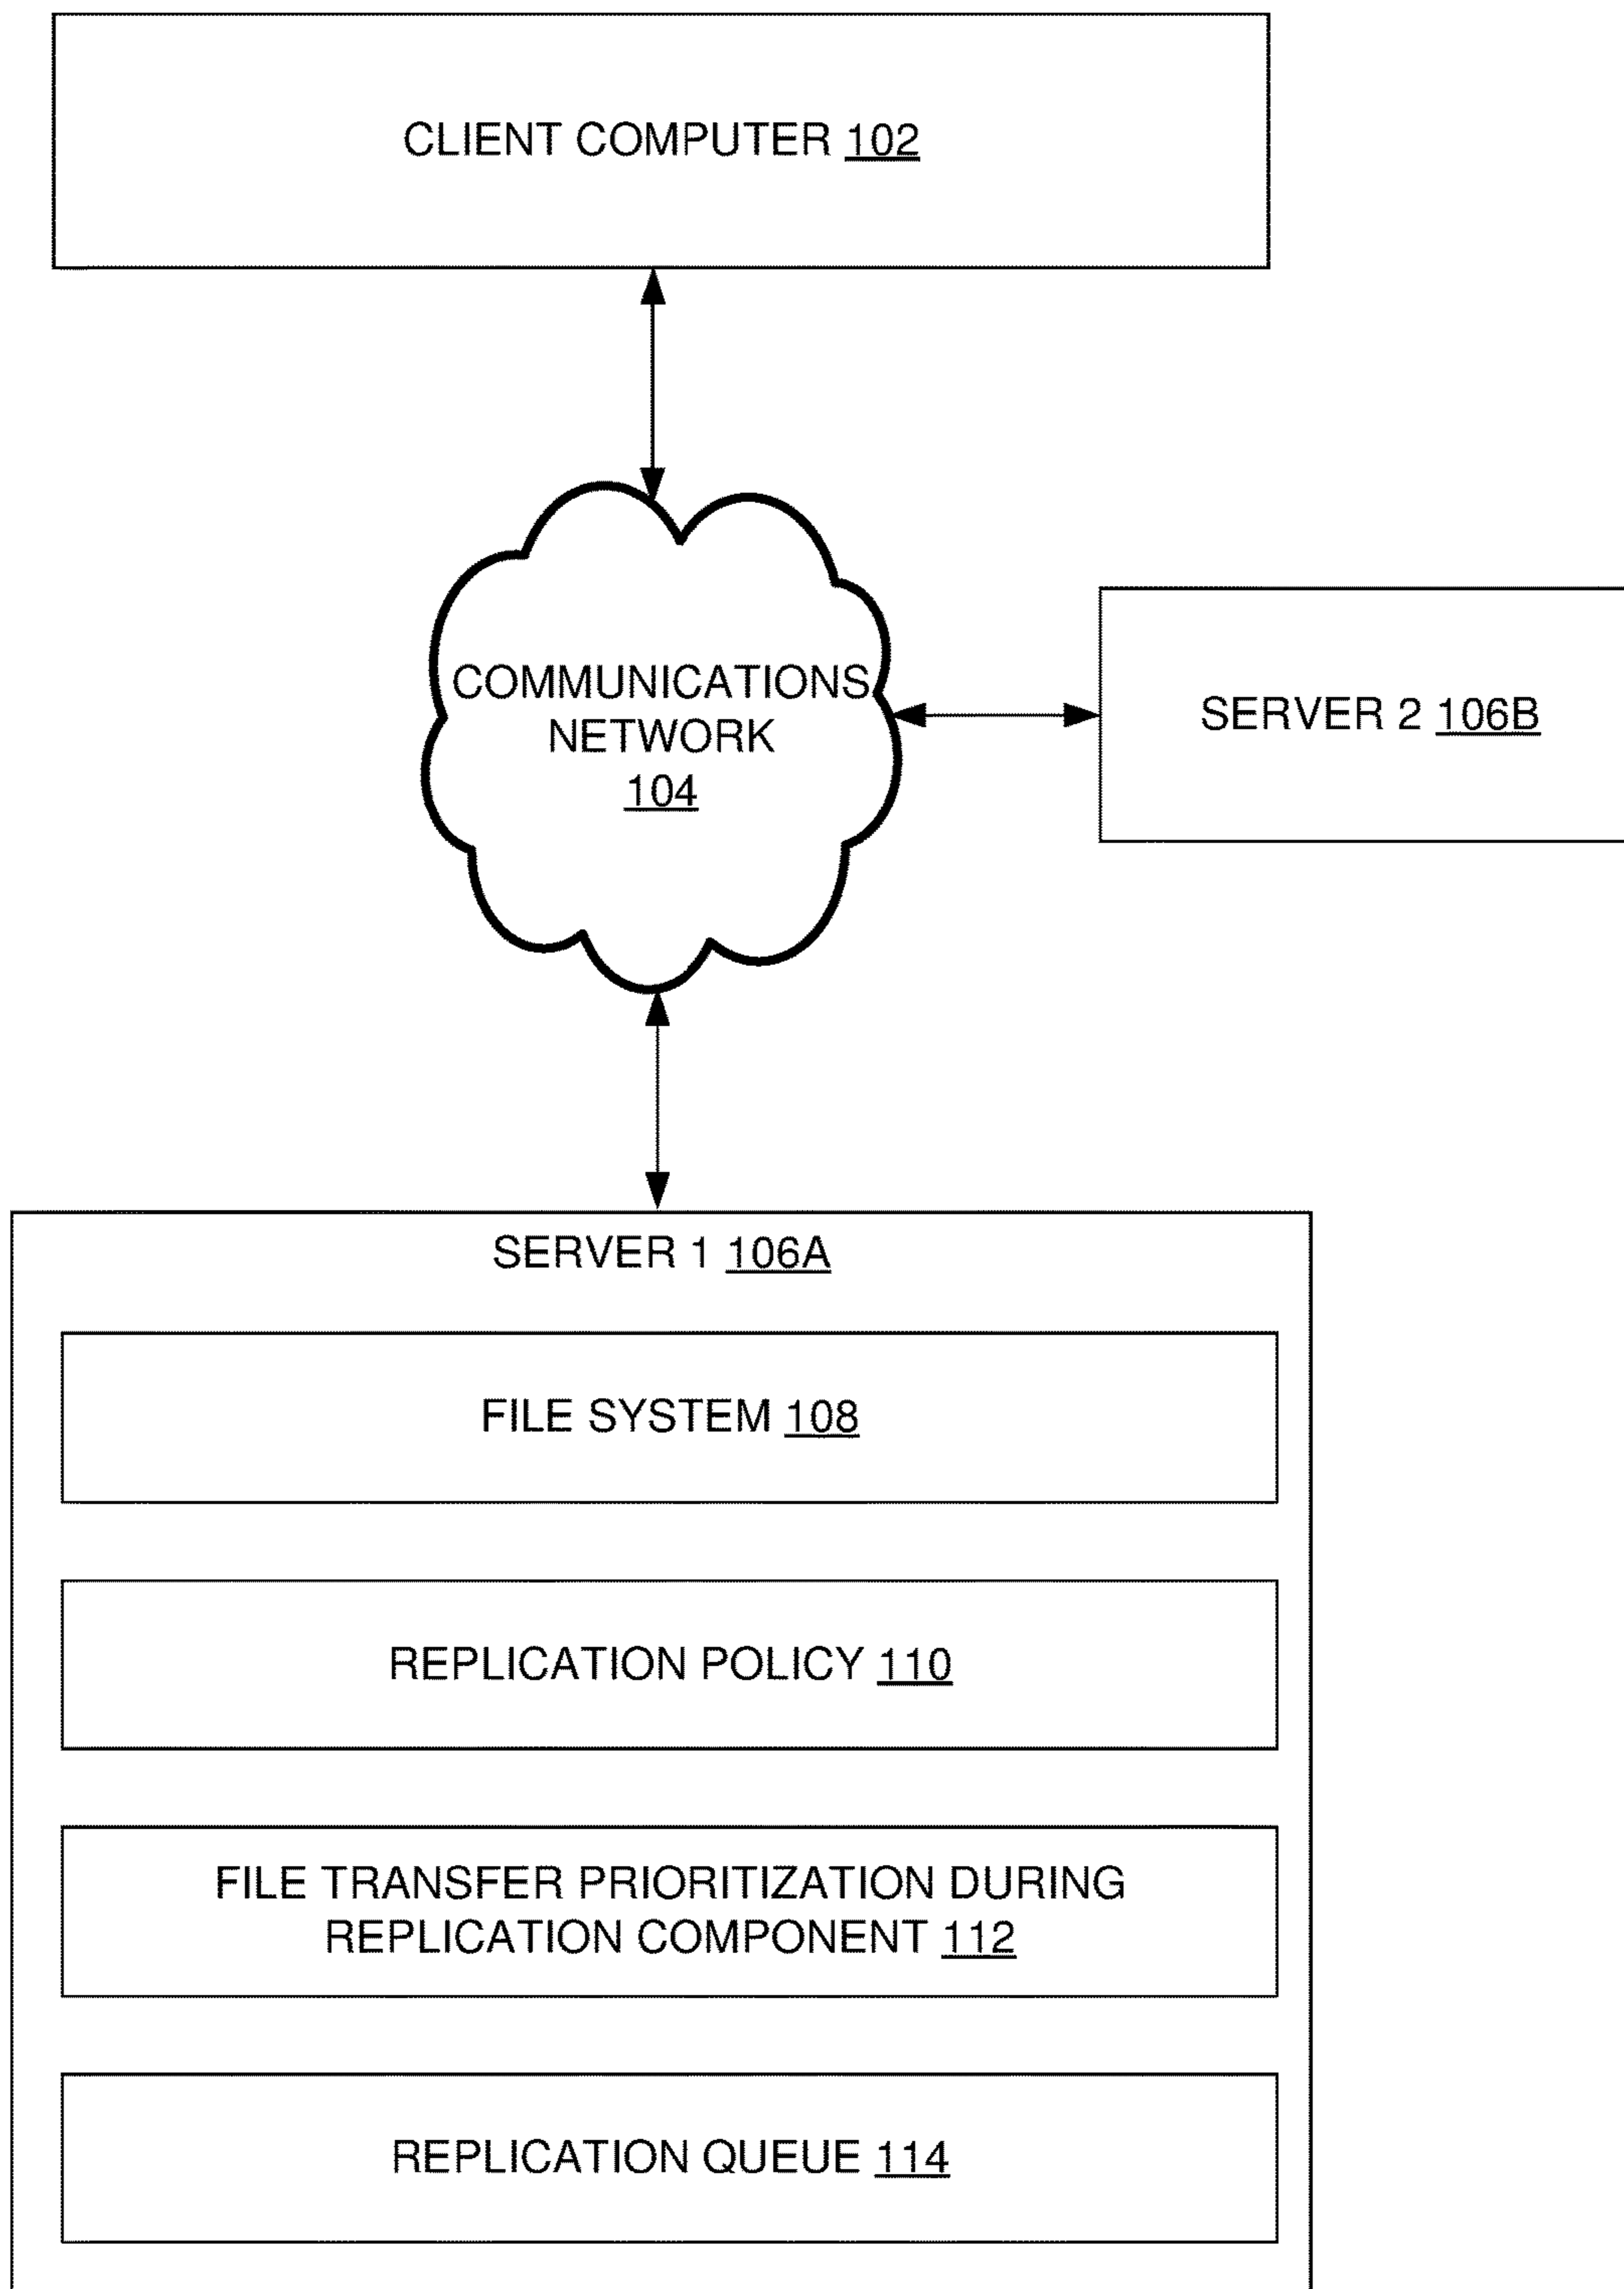 CLIENT COMPUTER 102
COMMUNICATIONS
NETWORK
104
SERVER 2 106B
SERVER 1 106A
FILE SYSTEM 108
REPLICATION POLICY 110
FILE TRANSFER PRIORITIZATION DURING
REPLICATION COMPONENT 112
REPLICATION QUEUE 114